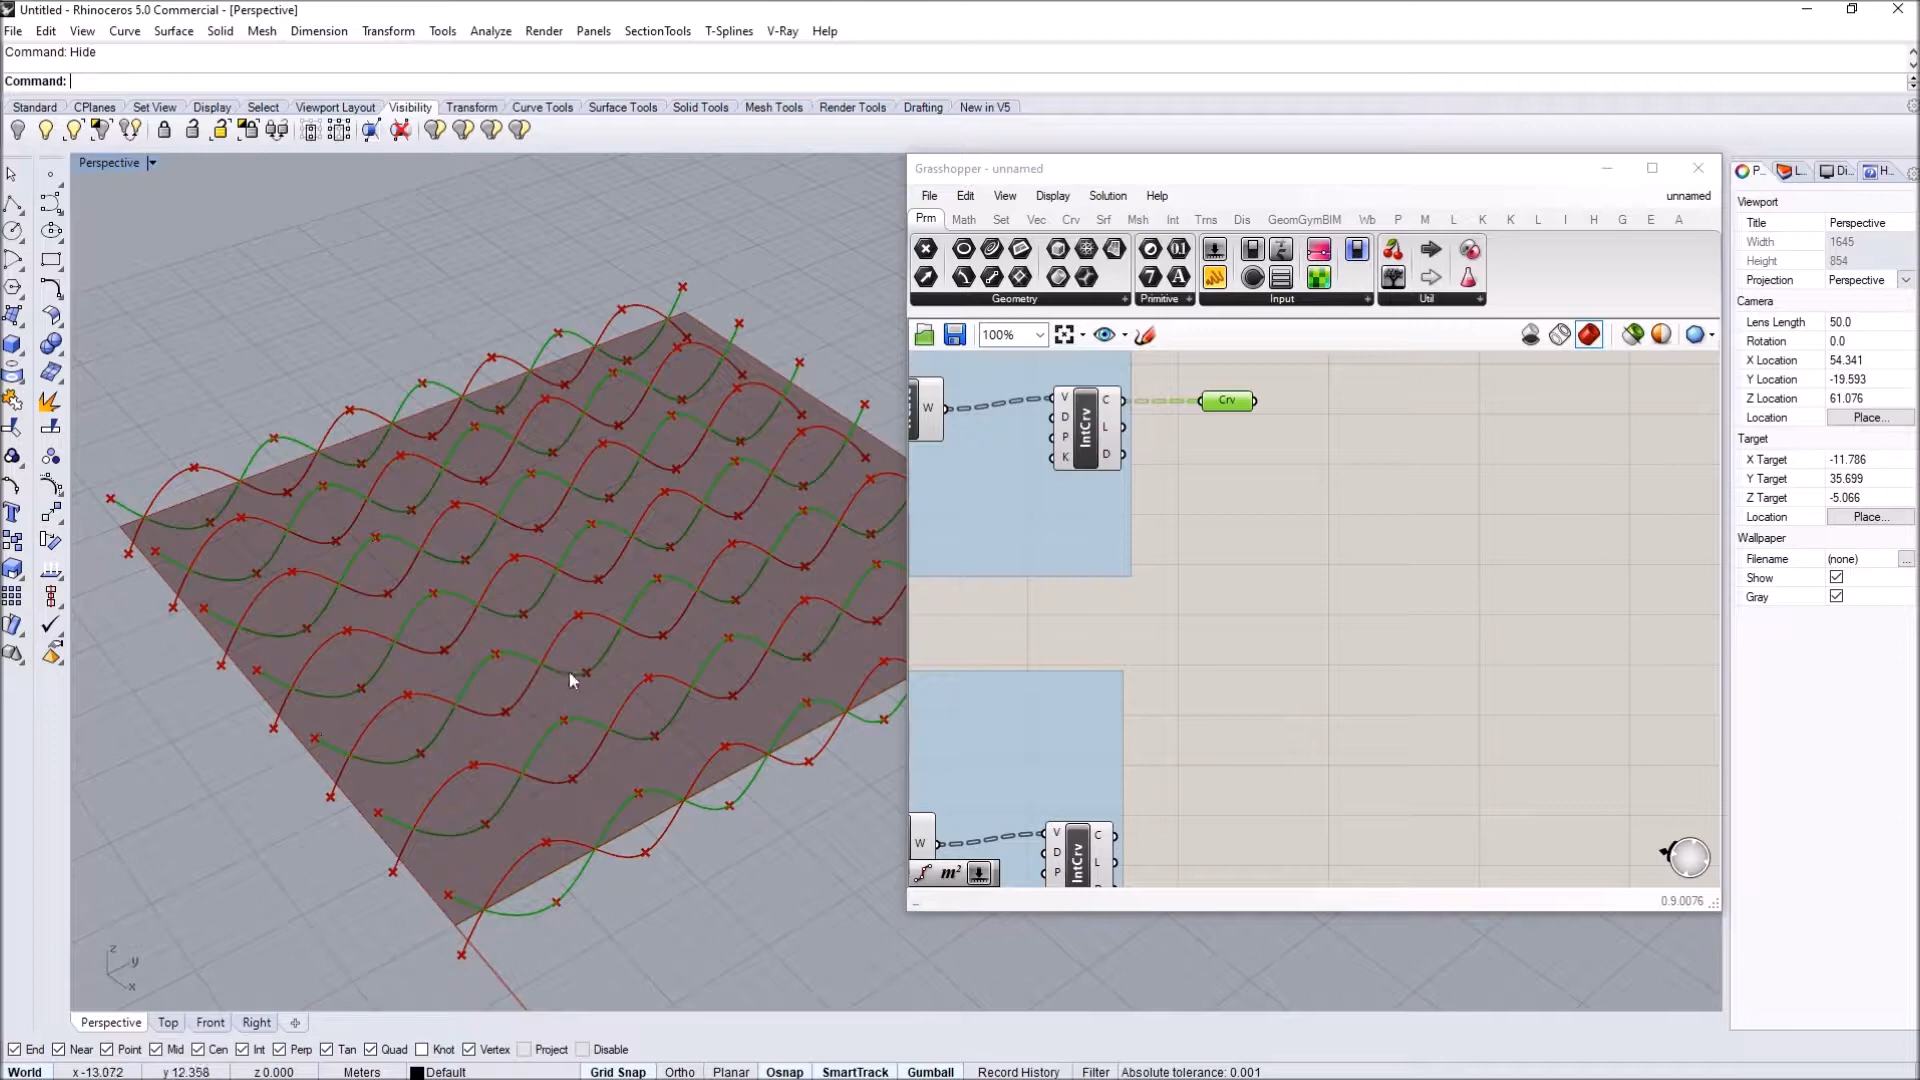 Untitled - Rhinoceros 5.0 Commercial - [Perspective]
File Edit View Curve Surface Solid Mesh Dimension Transform Tools Analyze Render Panels SectionTools T-Splines V-Ray Help
Command: Hide
Command:
Standard CPlanes Set View Display Select Viewport Layout Visibility Transform Curve Tools Surface Tools Solid Tools Mesh Tools Render Tools Drafting New in V5
Perspective
Grasshopper - unnamed
File Edit View Display Solution Help unnamed
Prm Math Set Vec Crv Srf Msh Int Trns Dis GeomGymBIM Wb P M L K K L I H G E A
Geometry Primitive Input Util
100%
W V D P K IntCrv C L D Crv
W V D P IntCrv C L
m²
0.9.0076
P... L... Di... H...
Viewport
Title Perspective
Width 1645
Height 854
Projection Perspective
Camera
Lens Length 50.0
Rotation 0.0
X Location 54.341
Y Location -19.593
Z Location 61.076
Location Place...
Target
X Target -11.786
Y Target 35.699
Z Target -5.066
Location Place...
Wallpaper
Filename (none) ...
Show
Gray
z y x
Perspective Top Front Right
End Near Point Mid Cen Int Perp Tan Quad Knot Vertex Project Disable
World x -13.072 y 12.358 z 0.000 Meters Default Grid Snap Ortho Planar Osnap SmartTrack Gumball Record History Filter Absolute tolerance: 0.001